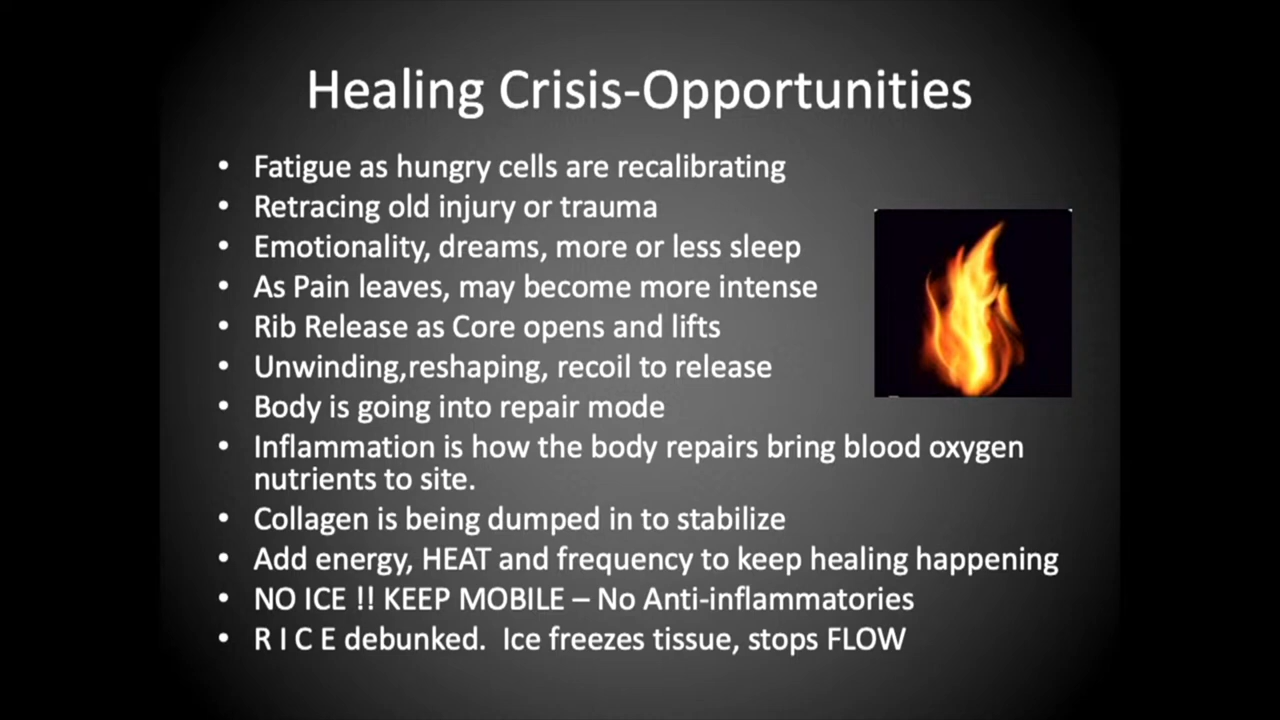 Healing Crisis-Opportunities
• Fatigue as hungry cells are recalibrating
• Retracing old injury or trauma
• Emotionality, dreams, more or less sleep
• As Pain leaves, may become more intense
• Rib Release as Core opens and lifts
• Unwinding,reshaping, recoil to release
• Body is going into repair mode
• Inflammation is how the body repairs bring blood oxygen
nutrients to site.
• Collagen is being dumped in to stabilize
• Add energy, HEAT and frequency to keep healing happening
• NO ICE !! KEEP MOBILE – No Anti-inflammatories
• R I C E debunked.  Ice freezes tissue, stops FLOW